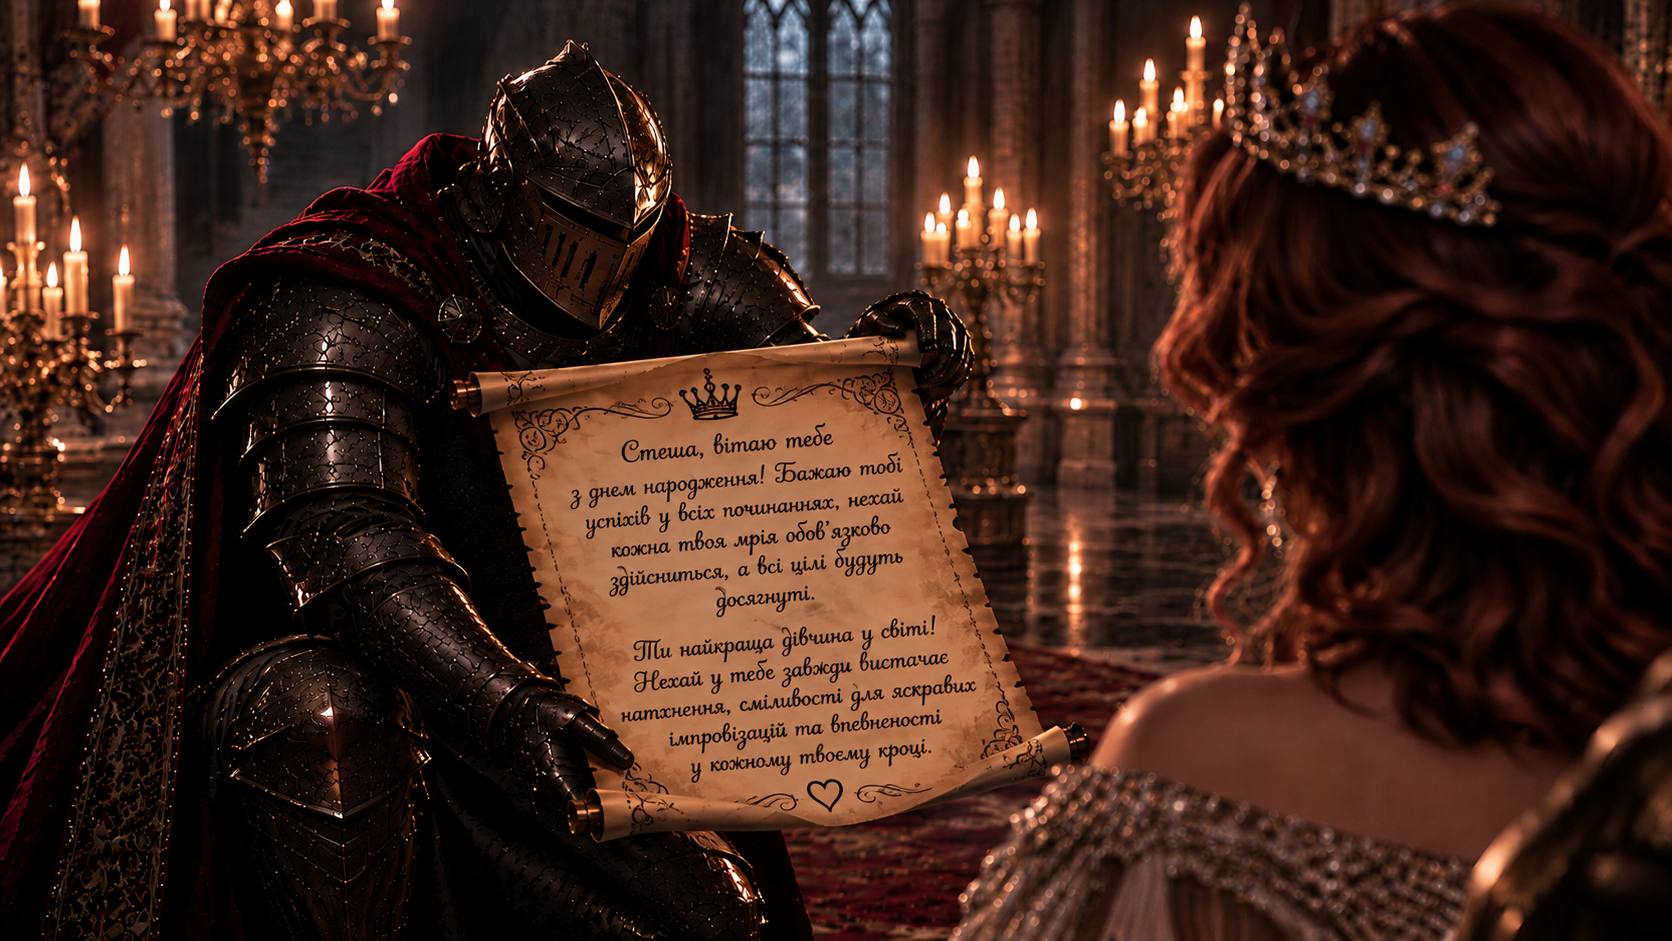 Стеша, вітаю тебе
з днем народження! Бажаю тобі
успіхів у всіх починаннях, нехай
кожна твоя мрія обов'язково
здійсниться, а всі цілі будуть
досягнуті.
Ти найкраща дівчина у світі!
Нехай у тебе завжди вистачає
натхнення, сміливості для яскравих
імпровізацій та впевненості
у кожному твоєму кроці.